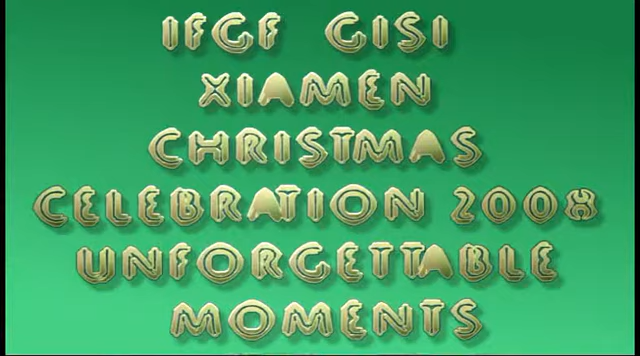 IFGF GISI
XIAMEN
CHRISTMAS
CELEBRATION 2008
UNFORGETTABLE
MOMENTS